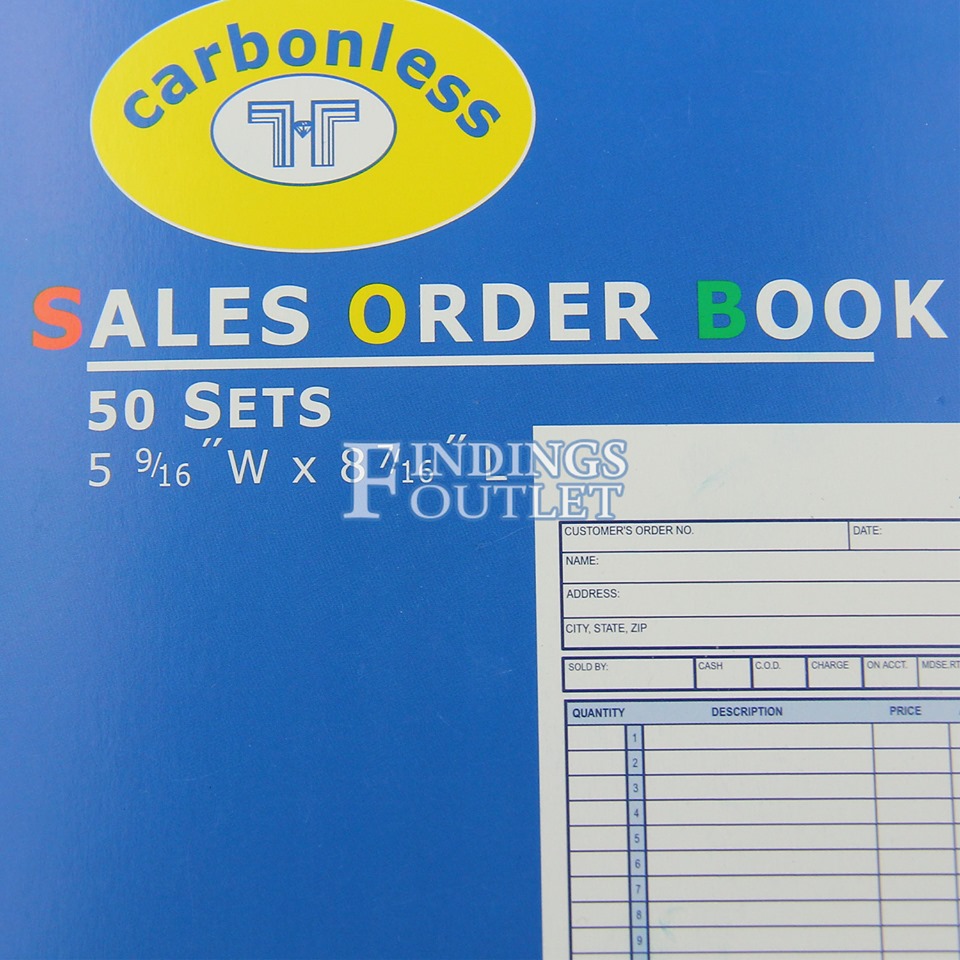 carbonless
SALES ORDER BOOK
50 SETS
5 9/16 "W x 8 7/16 " L
FINDINGS
OUTLET
CUSTOMER'S ORDER NO. DATE:
NAME:
ADDRESS:
CITY, STATE, ZIP
SOLD BY: CASH C.O.D. CHARGE ON ACCT. MDSE.RT
QUANTITY DESCRIPTION PRICE
1
2
3
4
5
6
7
8
9